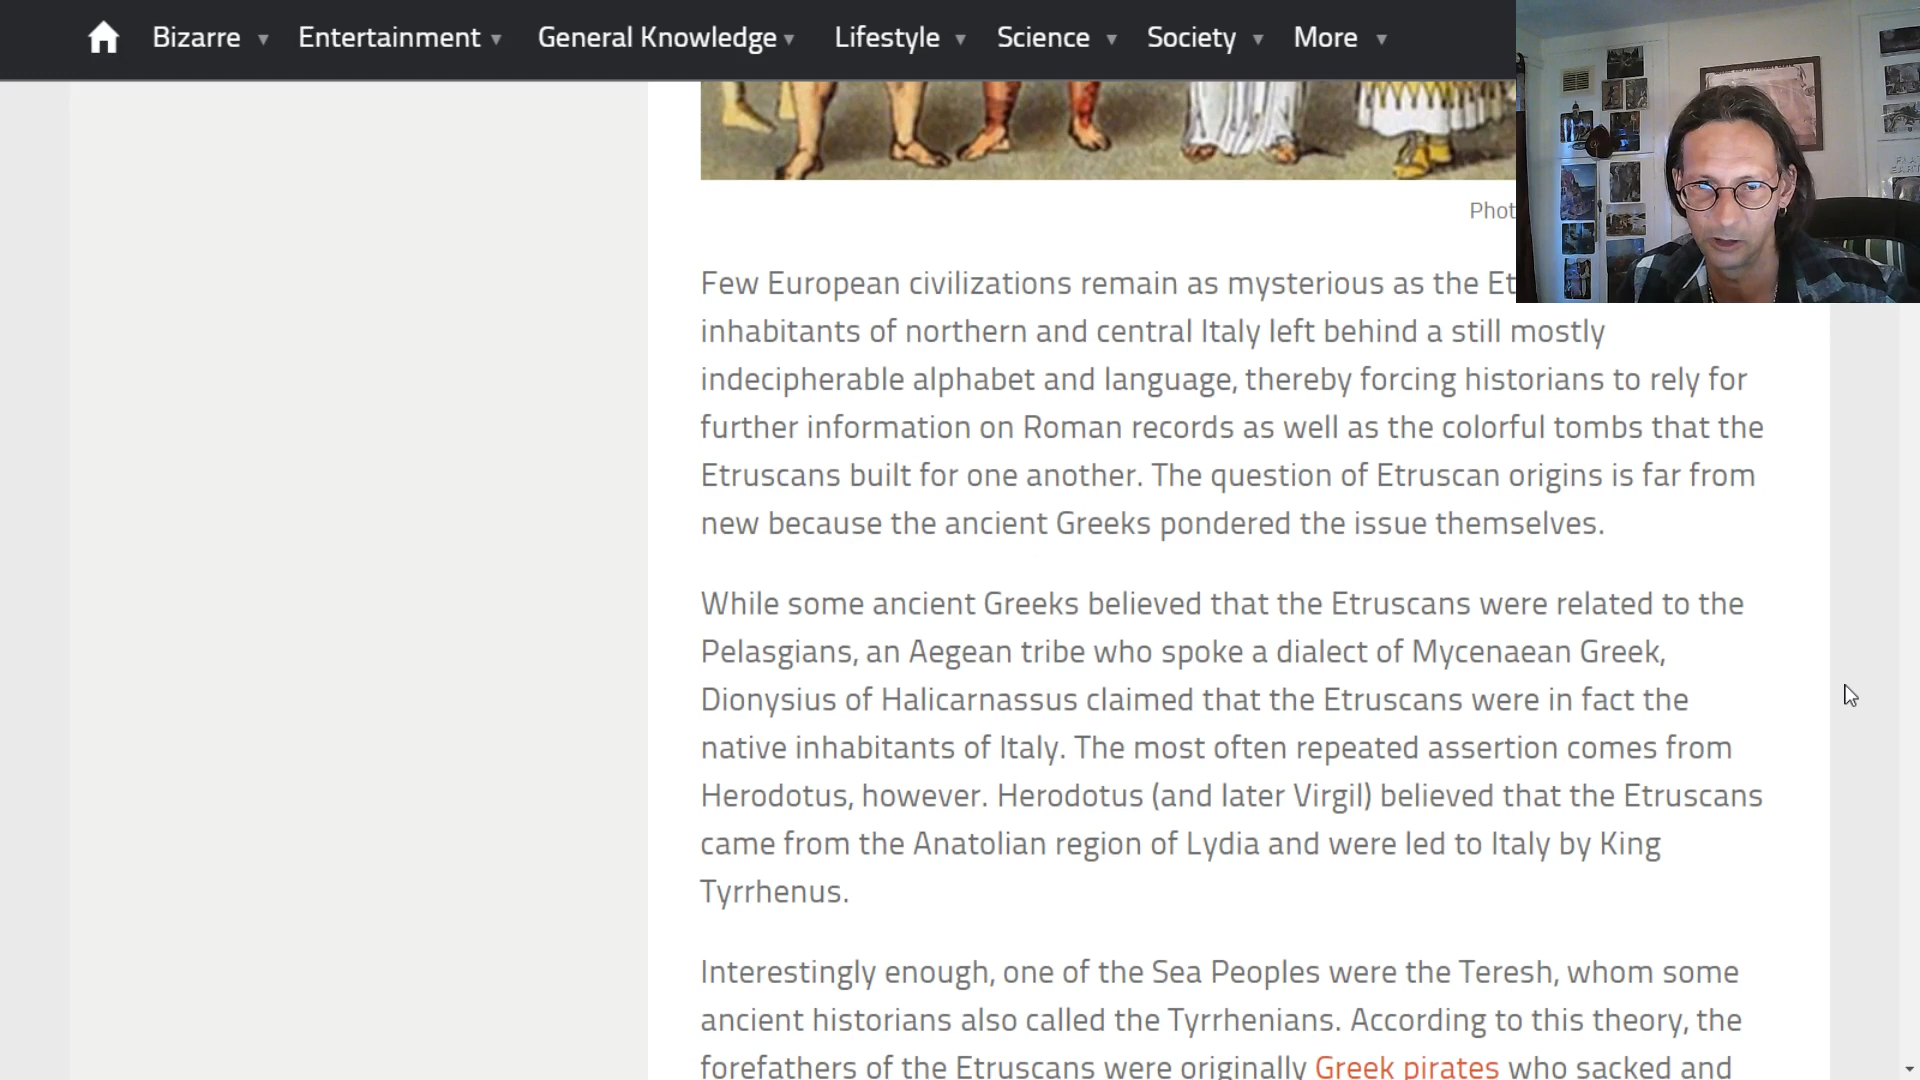 Bizarre Entertainment General Knowledge Lifestyle Science Society More
Phot
Few European civilizations remain as mysterious as the Et
inhabitants of northern and central Italy left behind a still mostly
indecipherable alphabet and language, thereby forcing historians to rely for
further information on Roman records as well as the colorful tombs that the
Etruscans built for one another. The question of Etruscan origins is far from
new because the ancient Greeks pondered the issue themselves.
While some ancient Greeks believed that the Etruscans were related to the
Pelasgians, an Aegean tribe who spoke a dialect of Mycenaean Greek,
Dionysius of Halicarnassus claimed that the Etruscans were in fact the
native inhabitants of Italy. The most often repeated assertion comes from
Herodotus, however. Herodotus (and later Virgil) believed that the Etruscans
came from the Anatolian region of Lydia and were led to Italy by King
Tyrrhenus.
Interestingly enough, one of the Sea Peoples were the Teresh, whom some
ancient historians also called the Tyrrhenians. According to this theory, the
forefathers of the Etruscans were originally Greek pirates who sacked and